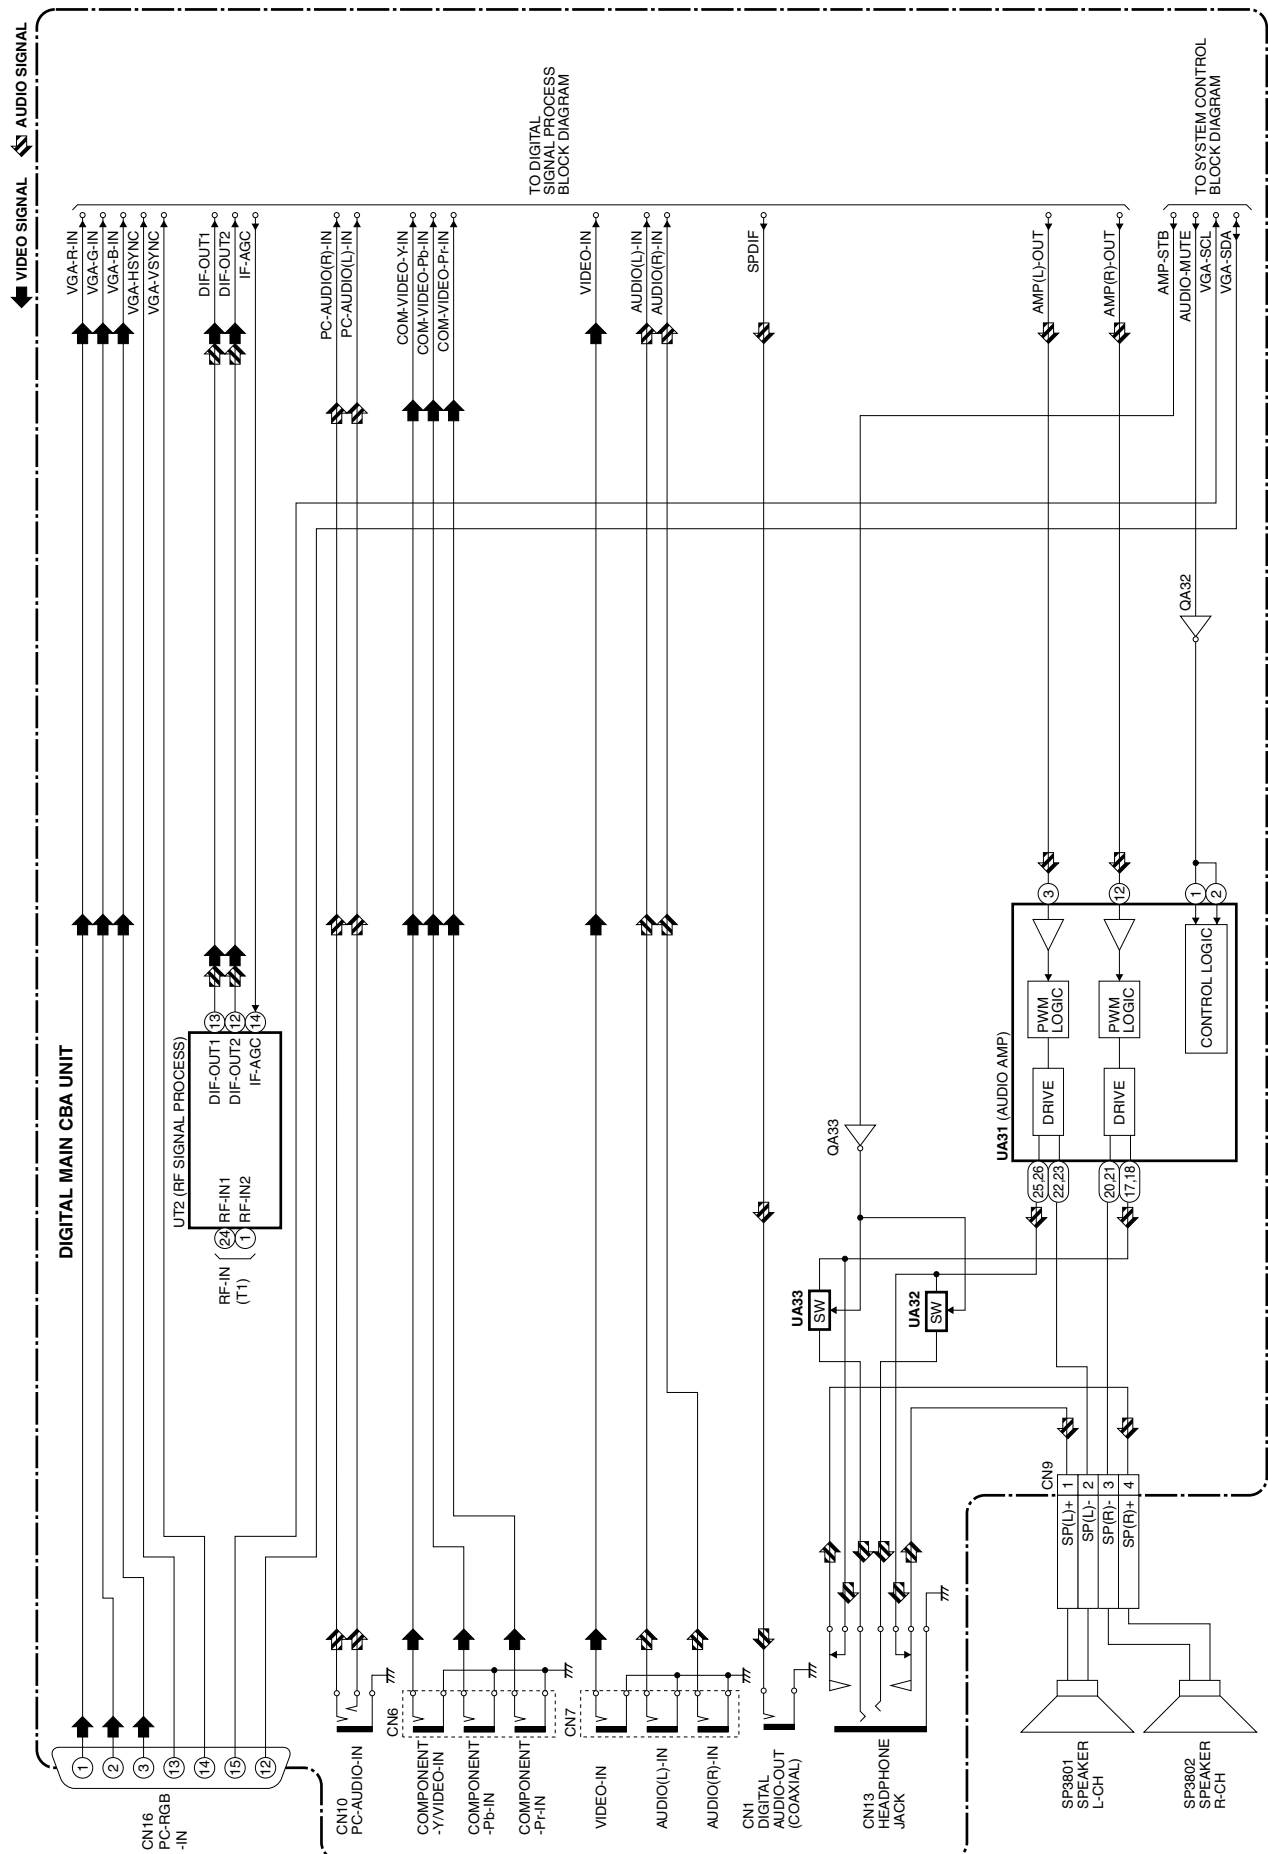 VIDEO SIGNAL
AUDIO SIGNAL
DIGITAL MAIN CBA UNIT
CN16
PC-RGB
-IN
1
2
3
13
14
15
12
VGA-R-IN
VGA-G-IN
VGA-B-IN
VGA-HSYNC
VGA-VSYNC
RF-IN
(T1)
24
1
UT2 (RF SIGNAL PROCESS)
RF-IN1
RF-IN2
DIF-OUT1
DIF-OUT2
IF-AGC
13
12
14
DIF-OUT1
DIF-OUT2
IF-AGC
CN10
PC-AUDIO-IN
PC-AUDIO(R)-IN
PC-AUDIO(L)-IN
CN6
COMPONENT
-Y/VIDEO-IN
COMPONENT
-Pb-IN
COMPONENT
-Pr-IN
COM-VIDEO-Y-IN
COM-VIDEO-Pb-IN
COM-VIDEO-Pr-IN
CN7
VIDEO-IN
AUDIO(L)-IN
AUDIO(R)-IN
VIDEO-IN
AUDIO(L)-IN
AUDIO(R)-IN
TO DIGITAL
SIGNAL PROCESS
BLOCK DIAGRAM
CN1
DIGITAL
AUDIO-OUT
(COAXIAL)
SPDIF
CN13
HEADPHONE
JACK
UA33
SW
UA32
SW
QA33
SP3801
SPEAKER
L-CH
SP3802
SPEAKER
R-CH
CN9
SP(L)+ 1
SP(L)- 2
SP(R)- 3
SP(R)+ 4
UA31 (AUDIO AMP)
25,26
22,23
20,21
17,18
DRIVE
PWM
LOGIC
3
DRIVE
PWM
LOGIC
12
CONTROL LOGIC
1
2
QA32
AMP(L)-OUT
AMP(R)-OUT
AMP-STB
AUDIO-MUTE
VGA-SCL
VGA-SDA
TO SYSTEM CONTROL
BLOCK DIAGRAM